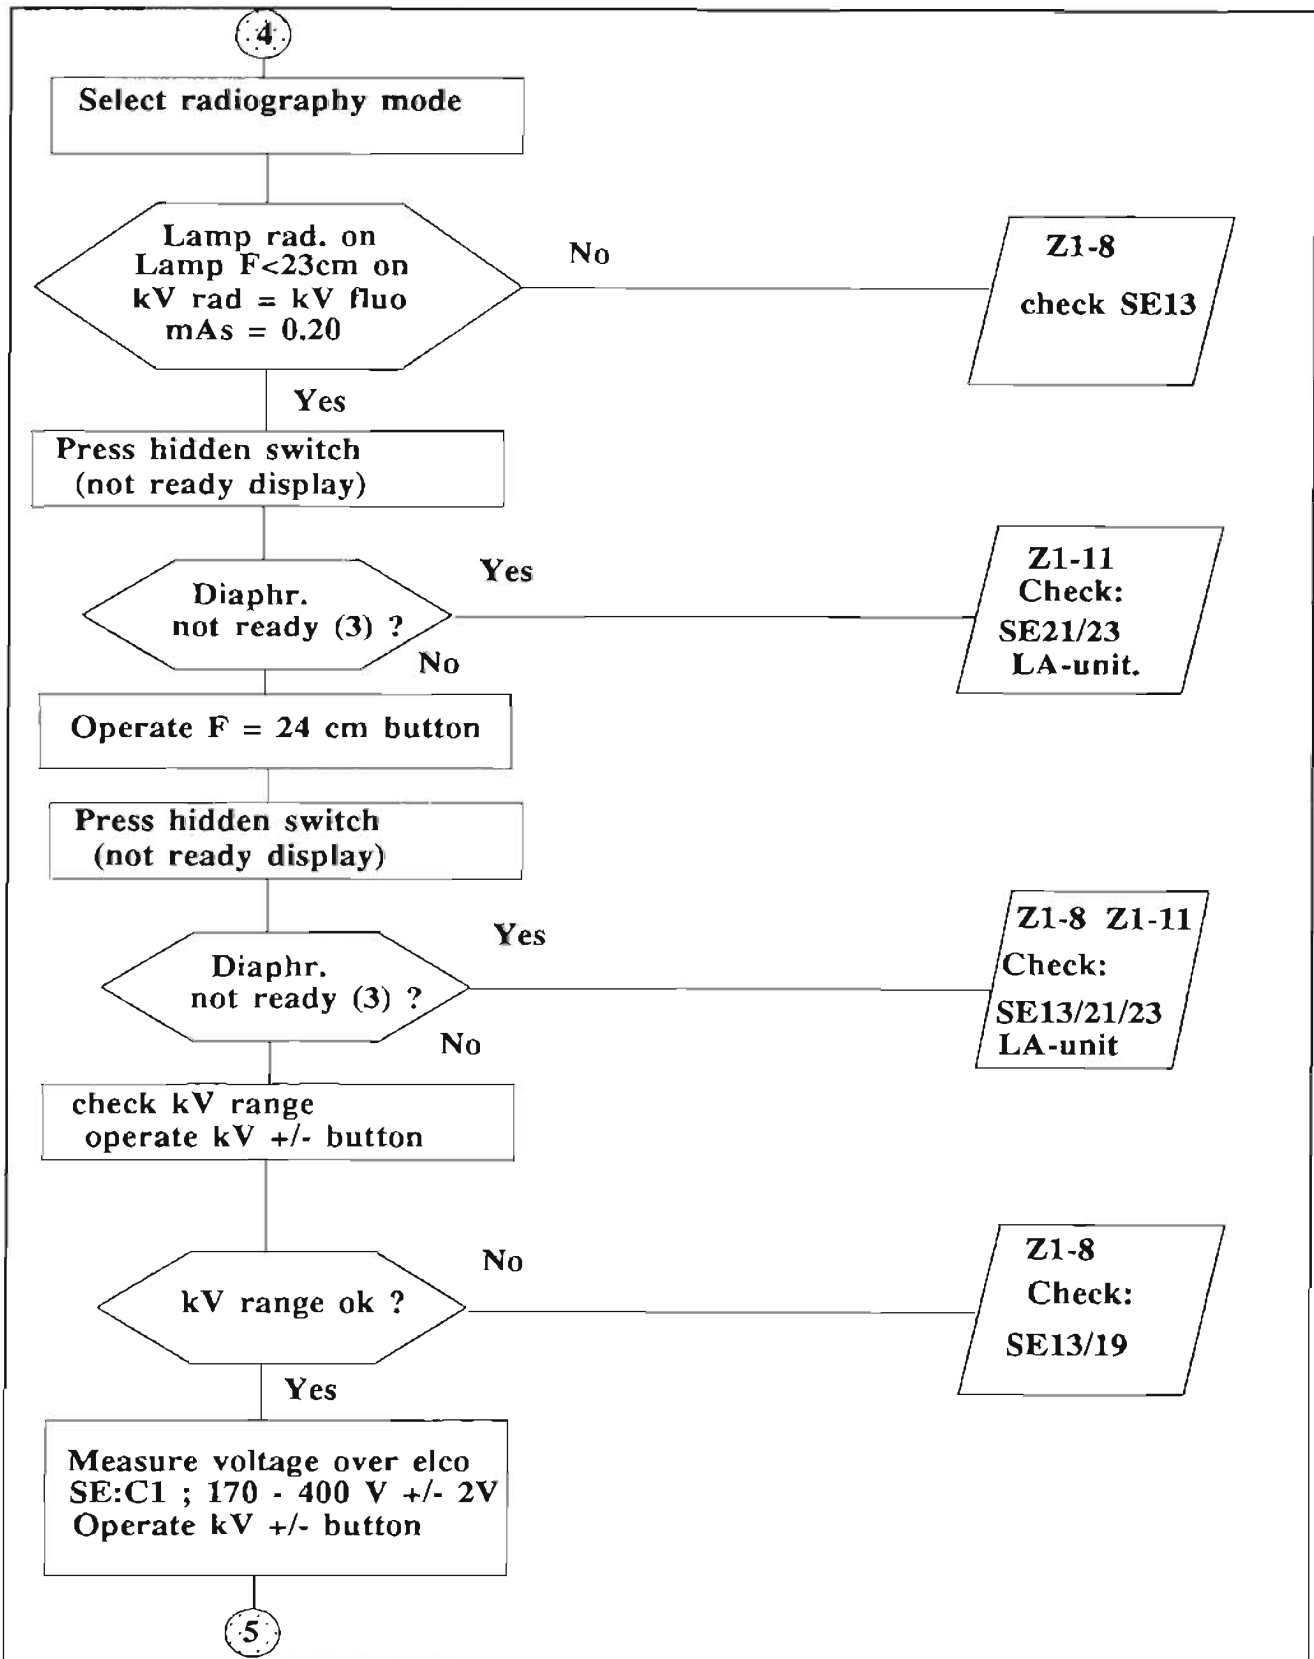 4
Select radiography mode
Lamp rad. on
Lamp F<23cm on
kV rad = kV fluo
mAs = 0.20
No
Z1-8
check SE13
Yes
Press hidden switch
(not ready display)
Diaphr.
not ready (3) ?
Yes
Z1-11
Check:
SE21/23
LA-unit.
No
Operate F = 24 cm button
Press hidden switch
(not ready display)
Diaphr.
not ready (3) ?
Yes
Z1-8 Z1-11
Check:
SE13/21/23
LA-unit
No
check kV range
operate kV +/- button
kV range ok ?
No
Z1-8
Check:
SE13/19
Yes
Measure voltage over elco
SE:C1 ; 170 - 400 V +/- 2V
Operate kV +/- button
5